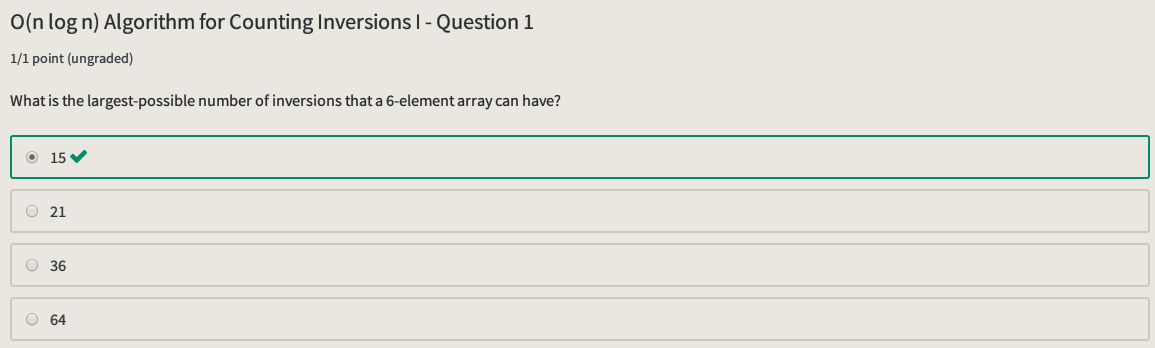 O(n log n) Algorithm for Counting Inversions I - Question 1
1/1 point (ungraded)
What is the largest-possible number of inversions that a 6-element array can have?
15
21
36
64